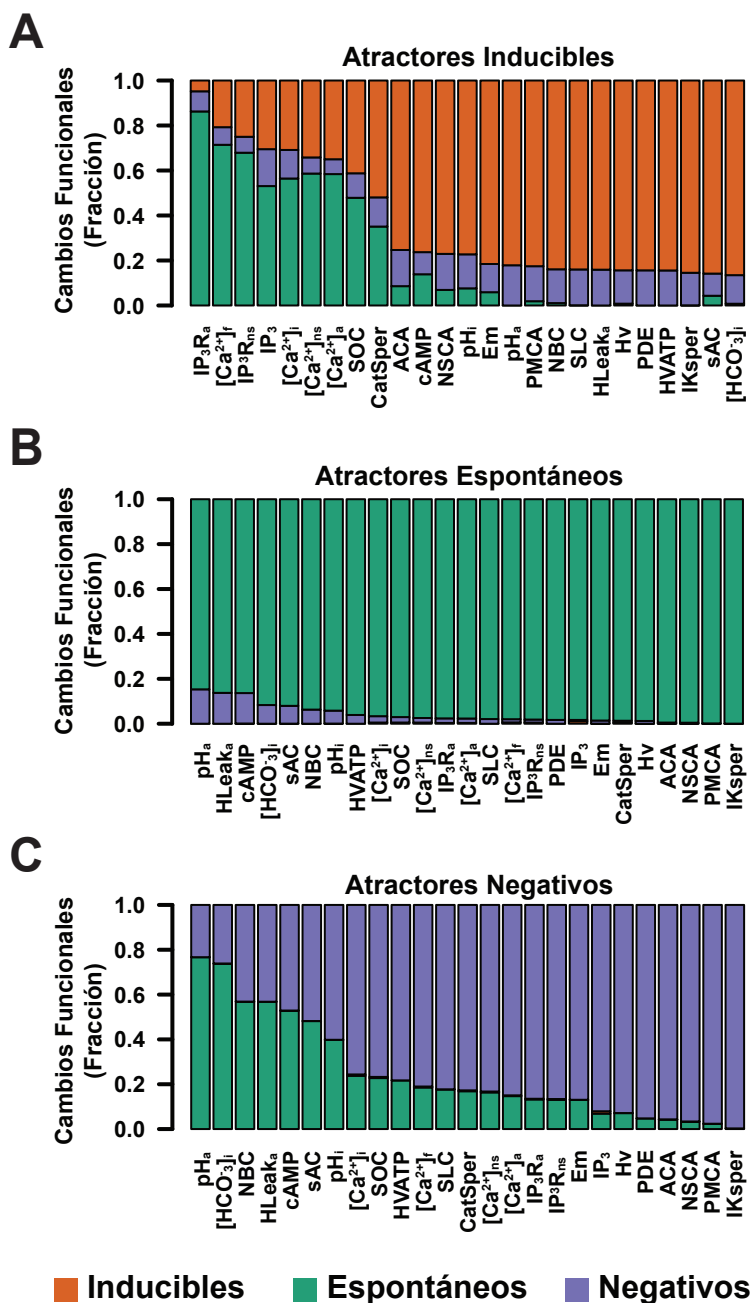 A
Atractores Inducibles
Cambios Funcionales
(Fracción)
1.0
0.8
0.6
0.4
0.2
0.0
IP₃Rₐ
[Ca²⁺]f
IP³Rₙₛ
IP₃
[Ca²⁺]ᵢ
[Ca²⁺]ₙₛ
[Ca²⁺]ₐ
SOC
CatSper
ACA
cAMP
NSCA
pHᵢ
Em
pHₐ
PMCA
NBC
SLC
HLeakₐ
Hv
PDE
HVATP
IKsper
sAC
[HCO⁻₃]ᵢ
B
Atractores Espontáneos
Cambios Funcionales
(Fracción)
1.0
0.8
0.6
0.4
0.2
0.0
pHₐ
HLeakₐ
cAMP
[HCO⁻₃]ᵢ
sAC
NBC
pHᵢ
HVATP
[Ca²⁺]ᵢ
SOC
[Ca²⁺]ₙₛ
IP₃Rₐ
[Ca²⁺]ₐ
SLC
[Ca²⁺]f
IP³Rₙₛ
PDE
IP₃
Em
CatSper
Hv
ACA
NSCA
PMCA
IKsper
C
Atractores Negativos
Cambios Funcionales
(Fracción)
1.0
0.8
0.6
0.4
0.2
0.0
pHₐ
[HCO⁻₃]ᵢ
NBC
HLeakₐ
cAMP
sAC
pHᵢ
[Ca²⁺]ᵢ
SOC
HVATP
[Ca²⁺]f
SLC
CatSper
[Ca²⁺]ₙₛ
[Ca²⁺]ₐ
IP₃Rₐ
IP³Rₙₛ
Em
IP₃
Hv
PDE
ACA
NSCA
PMCA
IKsper
Inducibles Espontáneos Negativos